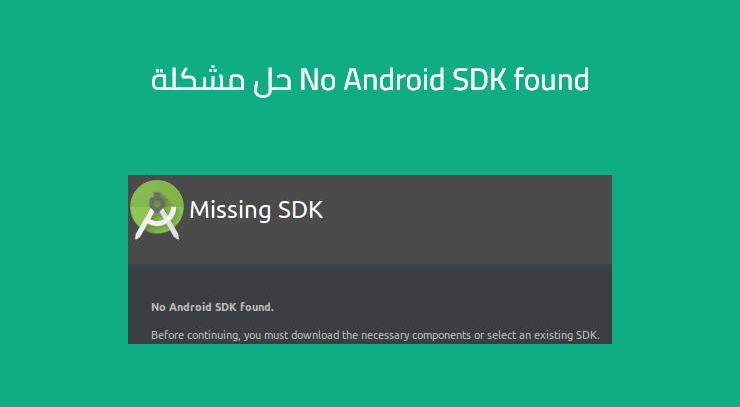 حل مشكلة No Android SDK found
Missing SDK
No Android SDK found.
Before continuing, you must download the necessary components or select an existing SDK.